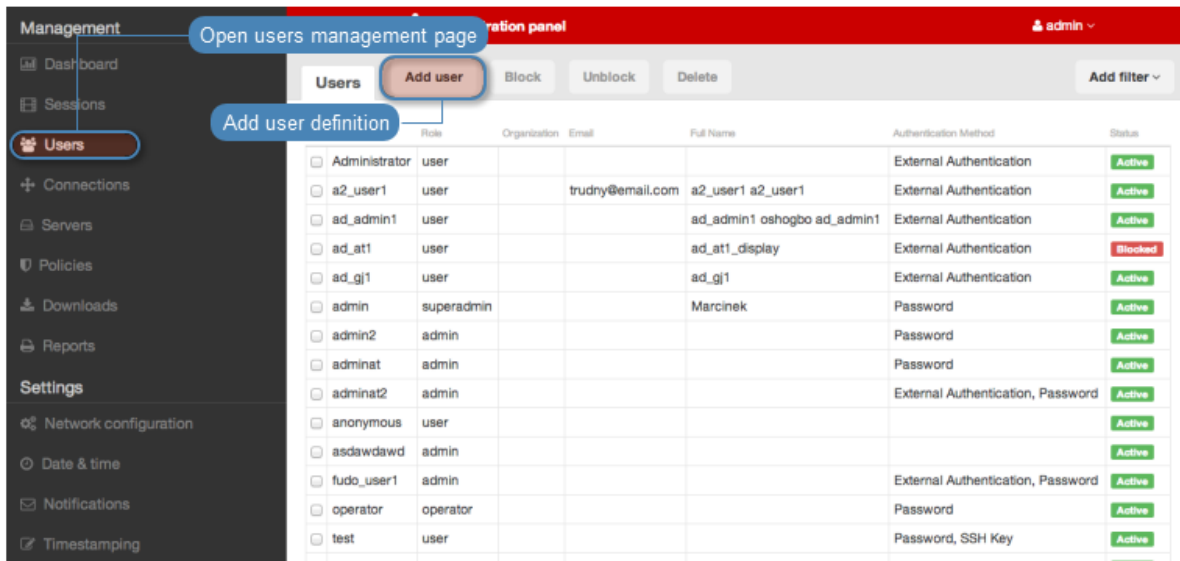 Management
Open users management page
ration panel
admin
Dashboard
Users
Add user
Block
Unblock
Delete
Add filter
Sessions
Add user definition
Role
Organization
Email
Full Name
Authentication Method
Status
Users
Administrator user External Authentication Active
a2_user1 user trudny@email.com a2_user1 a2_user1 External Authentication Active
Connections
ad_admin1 user ad_admin1 oshogbo ad_admin1 External Authentication Active
Servers
ad_at1 user ad_at1_display External Authentication Blocked
Policies
ad_gj1 user ad_gj1 External Authentication Active
Downloads
admin superadmin Marcinek Password Active
admin2 admin Password Active
Reports
adminat admin Password Active
Settings
adminat2 admin External Authentication, Password Active
Network configuration
anonymous user Active
asdawdawd admin Active
Date & time
fudo_user1 admin External Authentication, Password Active
Notifications
operator operator Password Active
Timestamping
test user Password, SSH Key Active